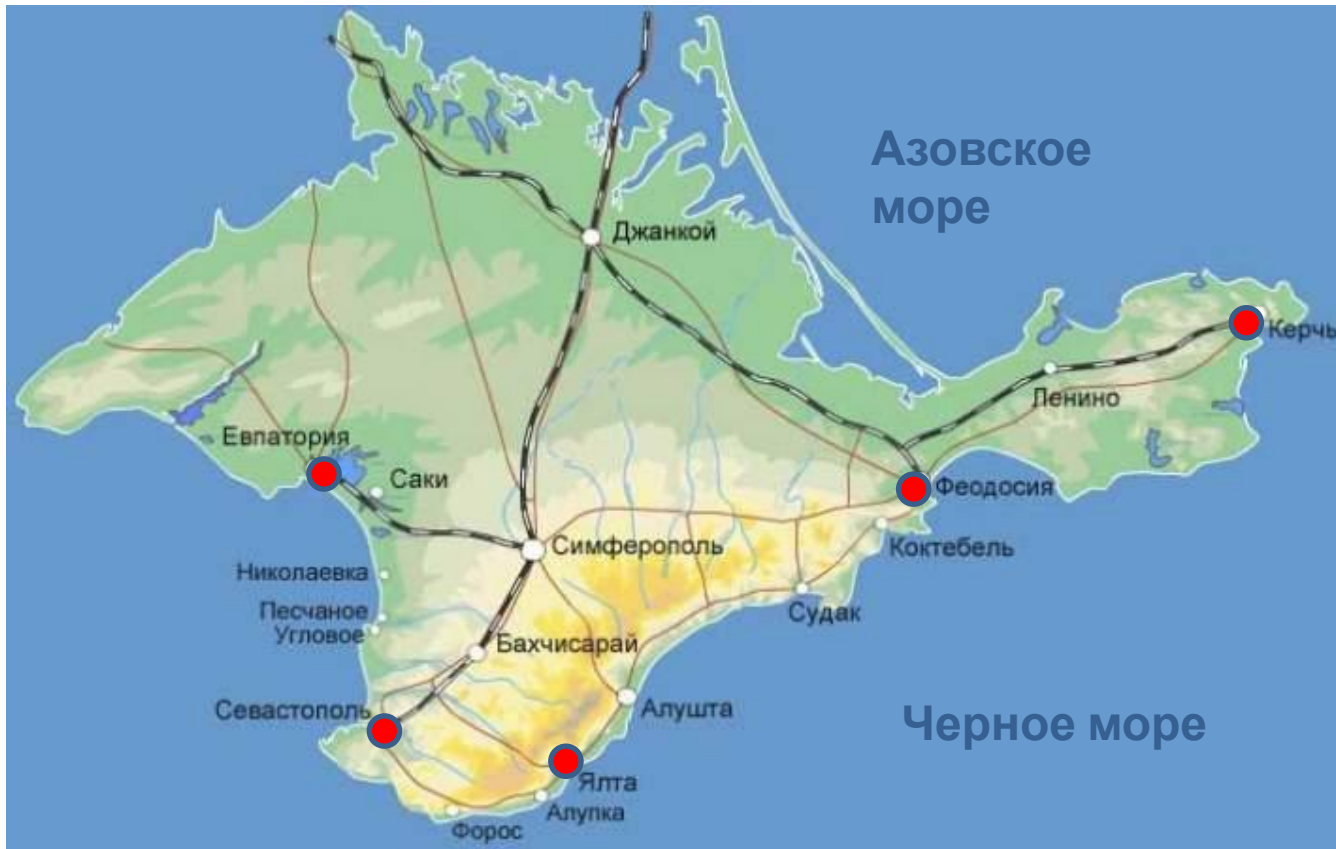 Азовское
море
Джанкой
Керчь
Ленино
Евпатория
Саки
Феодосия
Симферополь
Коктебель
Николаевка
Песчаное
Угловое
Судак
Бахчисарай
Севастополь
Алушта
Черное море
Ялта
Алупка
Форос